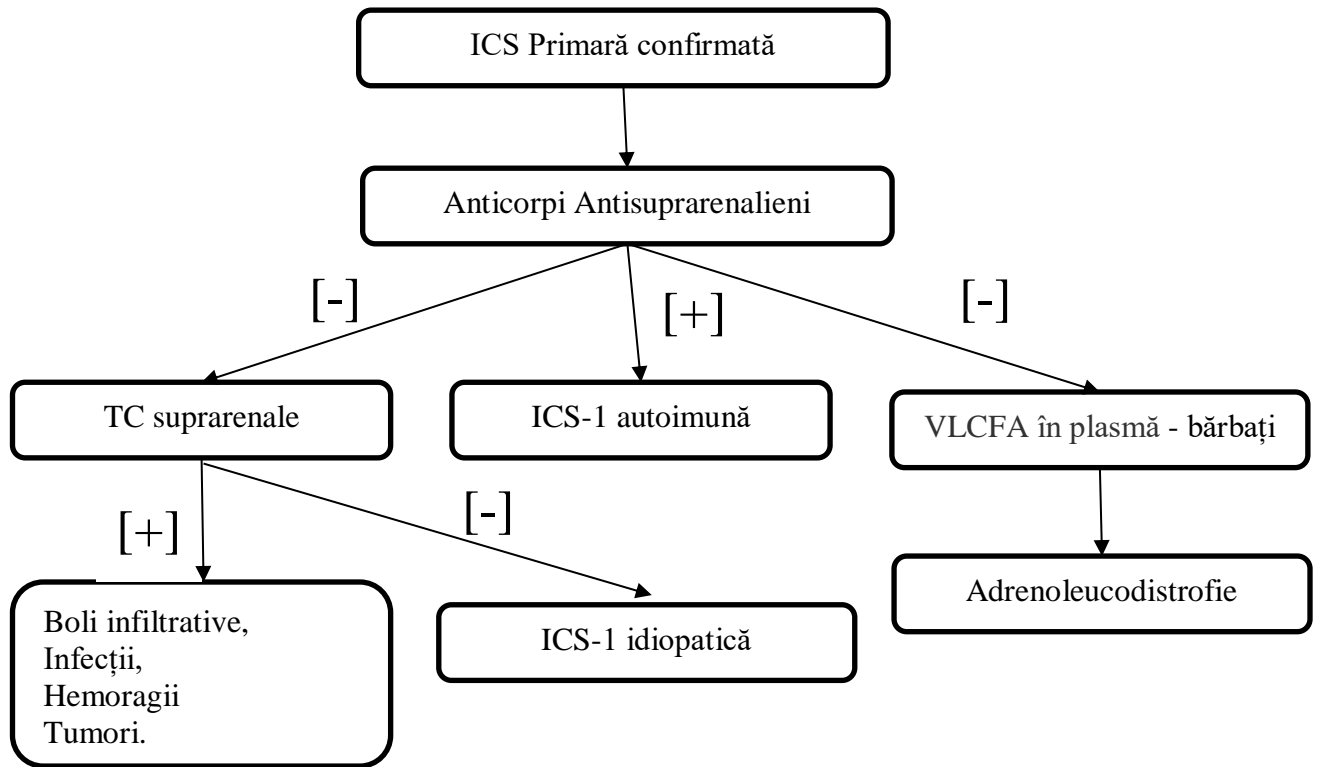 ICS Primară confirmată
Anticorpi Antisuprarenalieni
[-]
[+]
[-]
TC suprarenale
ICS-1 autoimună
VLCFA în plasmă - bărbați
[+]
[-]
Boli infiltrative,
Infecții,
Hemoragii
Tumori.
ICS-1 idiopatică
Adrenoleucodistrofie